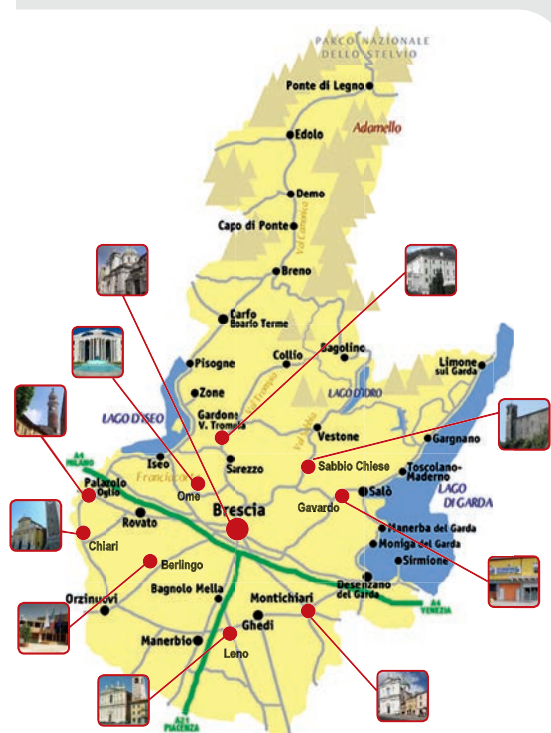 PARCO NAZIONALE
DELLO STELVIO
Ponte di Legno
Adamello
Edolo
Demo
Val Camonica
Capo di Ponte
Breno
Darfo
Boario Terme
Bagolino
Collio
Pisogne
Limone
sul Garda
Zone
Val Trompia
LAGO D'IDRO
LAGO D'ISEO
Gardone
V. Trompia
Val Sabbia
Vestone
Gargnano
Iseo
Sarezzo
Sabbio Chiese
Toscolano-
Maderno
A4
MILANO
Franciacorta
Palazolo
Oglio
Ome
Gavardo
Salò
LAGO
DI GARDA
Rovato
Brescia
Manerba del Garda
Chiari
Moniga del Garda
Berlingo
Sirmione
Desenzano
del Garda
Bagnolo Mella
Orzinuovi
Montichiari
A4
VENEZIA
Ghedi
Manerbio
Leno
A21
PIACENZA